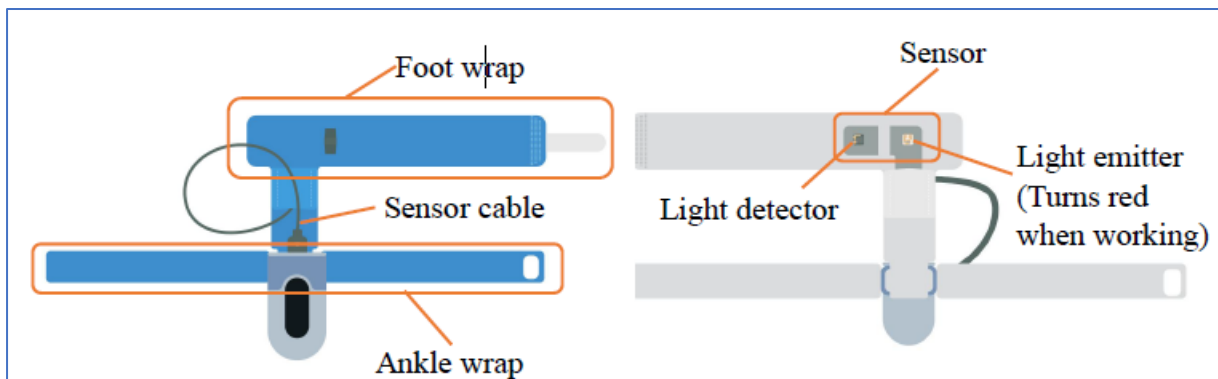 Foot wrap
Sensor cable
Ankle wrap
Sensor
Light detector
Light emitter
(Turns red
when working)